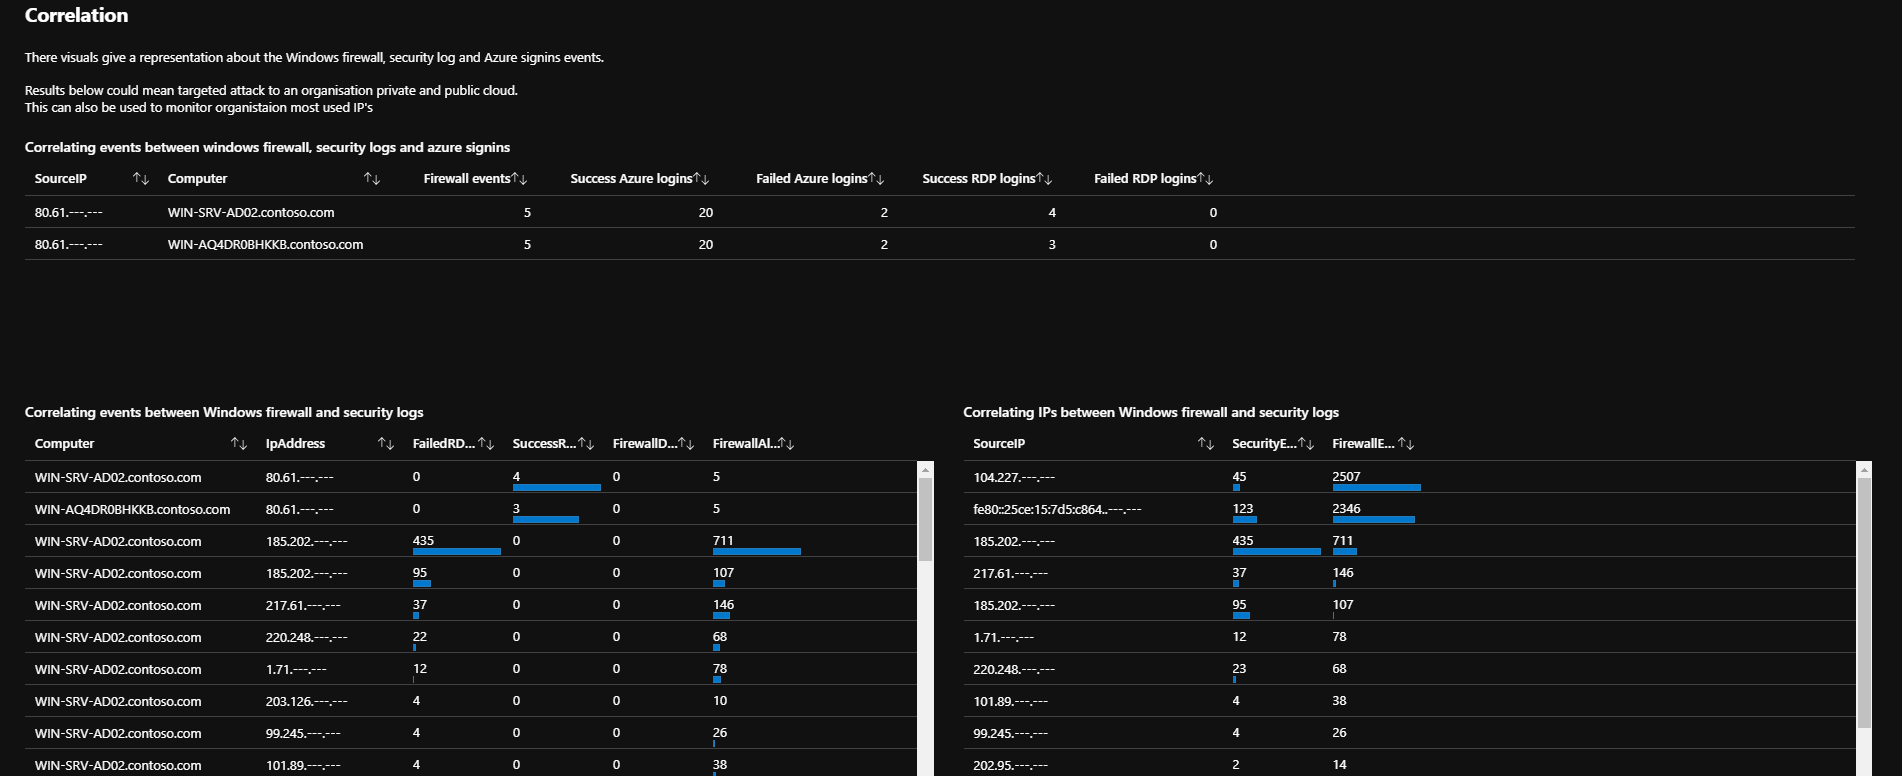 Correlation
There visuals give a representation about the Windows firewall, security log and Azure signins events.
Results below could mean targeted attack to an organisation private and public cloud.
This can also be used to monitor organistaion most used IP's
Correlating events between windows firewall, security logs and azure signins
SourceIP Computer Firewall events Success Azure logins Failed Azure logins Success RDP logins Failed RDP logins
80.61.---.--- WIN-SRV-AD02.contoso.com 5 20 2 4 0
80.61.---.--- WIN-AQ4DR0BHKKB.contoso.com 5 20 2 3 0
Correlating events between Windows firewall and security logs
Computer IpAddress FailedRD... SuccessR... FirewallD... FirewallAl...
WIN-SRV-AD02.contoso.com 80.61.---.--- 0 4 0 5
WIN-AQ4DR0BHKKB.contoso.com 80.61.---.--- 0 3 0 5
WIN-SRV-AD02.contoso.com 185.202.---.--- 435 0 0 711
WIN-SRV-AD02.contoso.com 185.202.---.--- 95 0 0 107
WIN-SRV-AD02.contoso.com 217.61.---.--- 37 0 0 146
WIN-SRV-AD02.contoso.com 220.248.---.--- 22 0 0 68
WIN-SRV-AD02.contoso.com 1.71.---.--- 12 0 0 78
WIN-SRV-AD02.contoso.com 203.126.---.--- 4 0 0 10
WIN-SRV-AD02.contoso.com 99.245.---.--- 4 0 0 26
WIN-SRV-AD02.contoso.com 101.89.---.--- 4 0 0 38
Correlating IPs between Windows firewall and security logs
SourceIP SecurityE... FirewallE...
104.227.---.--- 45 2507
fe80::25ce:15:7d5:c864..---.--- 123 2346
185.202.---.--- 435 711
217.61.---.--- 37 146
185.202.---.--- 95 107
1.71.---.--- 12 78
220.248.---.--- 23 68
101.89.---.--- 4 38
99.245.---.--- 4 26
202.95.---.--- 2 14